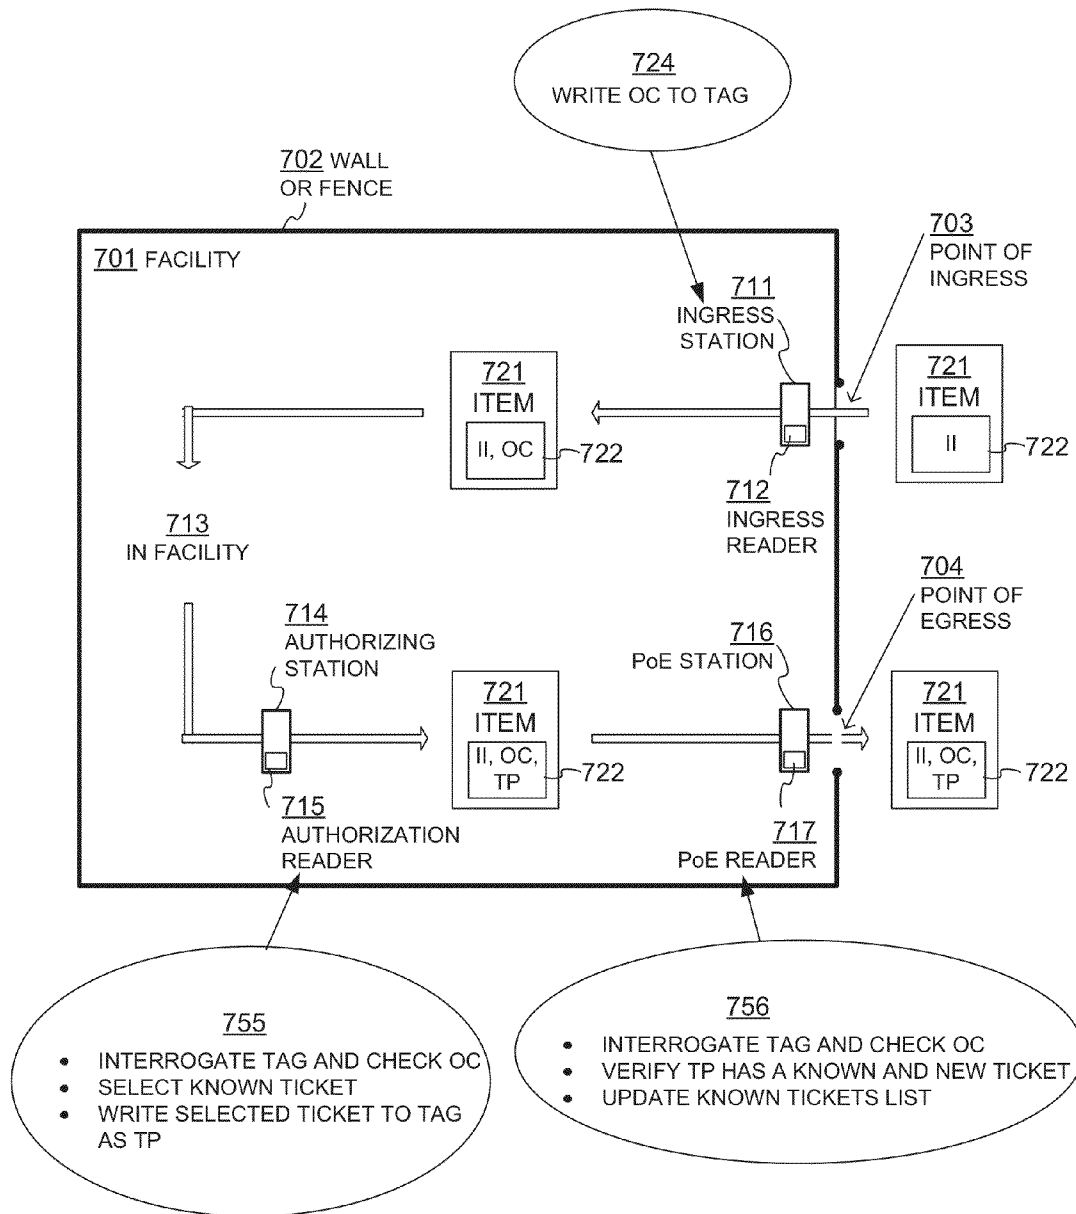 724
WRITE OC TO TAG
702 WALL
OR FENCE
703
POINT OF
INGRESS
701 FACILITY
711
INGRESS
STATION
721
ITEM
II, OC
722
721
ITEM
II
722
712
INGRESS
READER
713
IN FACILITY
704
POINT OF
EGRESS
714
AUTHORIZING
STATION
716
PoE STATION
721
ITEM
II, OC,
TP
722
721
ITEM
II, OC,
TP
722
715
AUTHORIZATION
READER
717
PoE READER
755
• INTERROGATE TAG AND CHECK OC
• SELECT KNOWN TICKET
• WRITE SELECTED TICKET TO TAG
AS TP
756
• INTERROGATE TAG AND CHECK OC
• VERIFY TP HAS A KNOWN AND NEW TICKET
• UPDATE KNOWN TICKETS LIST